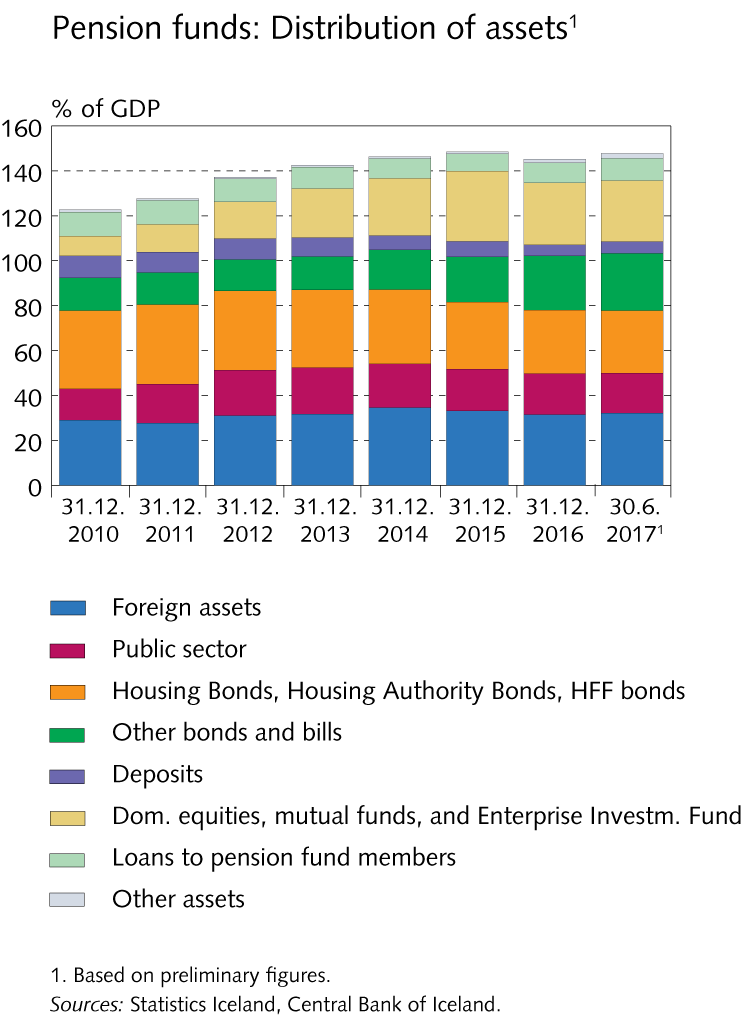 Pension funds: Distribution of assets¹
% of GDP
160
140
120
100
80
60
40
20
0
31.12. 31.12. 31.12. 31.12. 31.12. 31.12. 31.12. 30.6.
2010 2011 2012 2013 2014 2015 2016 2017¹
Foreign assets
Public sector
Housing Bonds, Housing Authority Bonds, HFF bonds
Other bonds and bills
Deposits
Dom. equities, mutual funds, and Enterprise Investm. Fund
Loans to pension fund members
Other assets
1. Based on preliminary figures.
Sources: Statistics Iceland, Central Bank of Iceland.